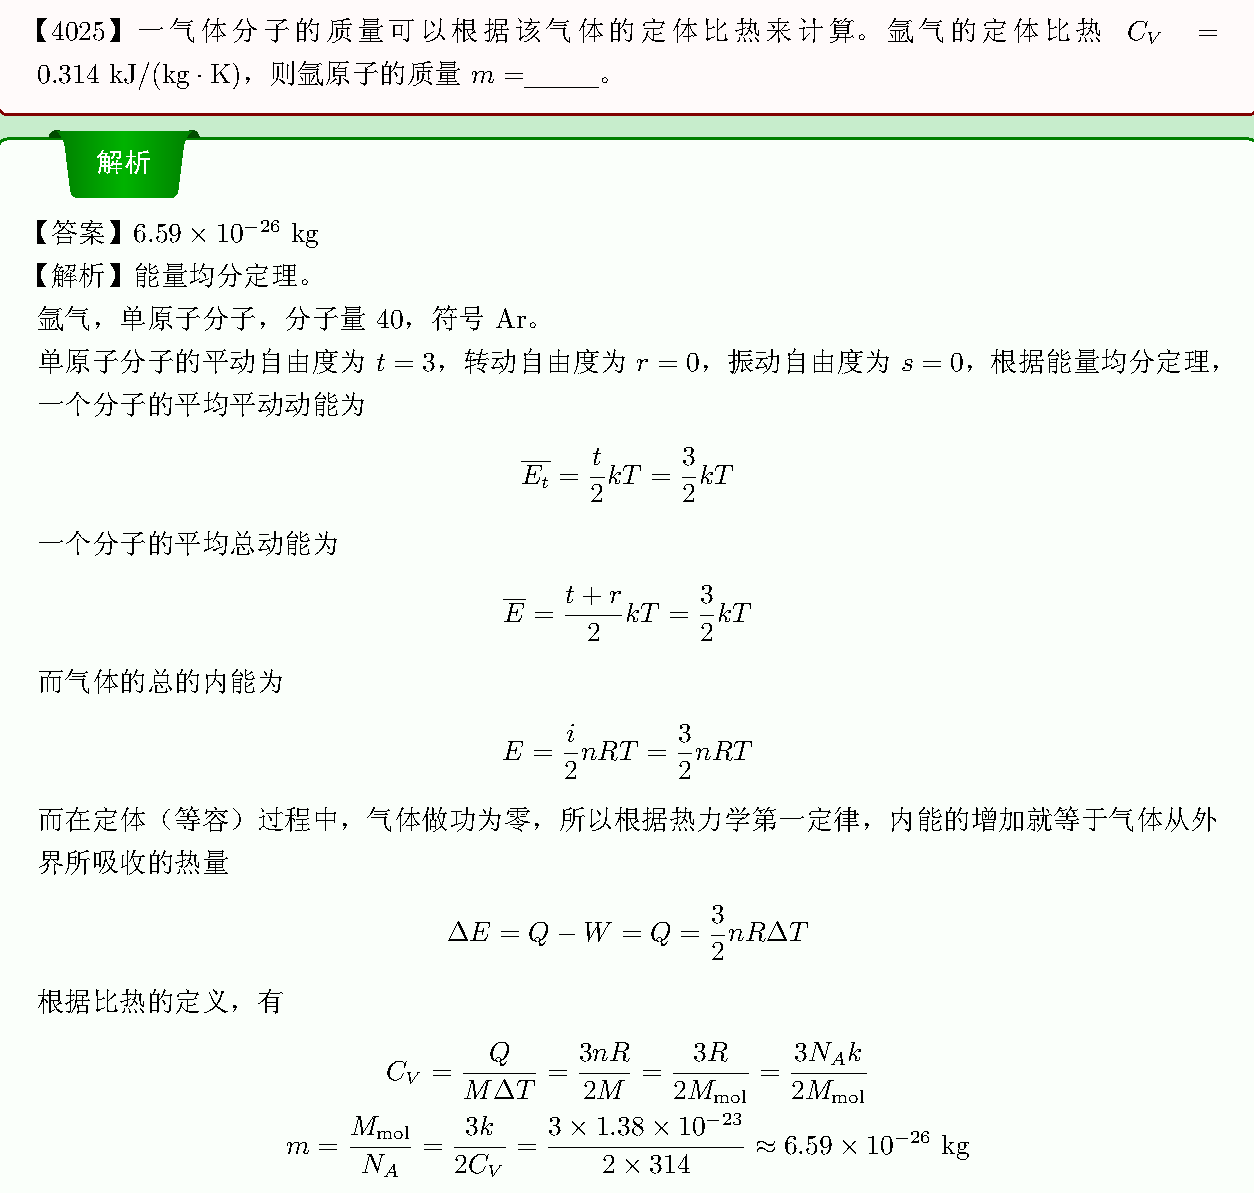 【4025】一气体分子的质量可以根据该气体的定体比热来计算。氩气的定体比热 $C_V$ =
0.314 kJ/(kg · K)，则氩原子的质量 $m$ =_____。
解析
【答案】$6.59 \times 10^{-26}$ kg
【解析】能量均分定理。
氩气，单原子分子，分子量 40，符号 Ar。
单原子分子的平动自由度为 $t = 3$，转动自由度为 $r = 0$，振动自由度为 $s = 0$，根据能量均分定理，
一个分子的平均平动动能为
$\overline{E_t} = \frac{t}{2}kT = \frac{3}{2}kT$
一个分子的平均总动能为
$\overline{E} = \frac{t + r}{2}kT = \frac{3}{2}kT$
而气体的总的内能为
$E = \frac{i}{2}nRT = \frac{3}{2}nRT$
而在定体（等容）过程中，气体做功为零，所以根据热力学第一定律，内能的增加就等于气体从外
界所吸收的热量
$\Delta E = Q - W = Q = \frac{3}{2}nR\Delta T$
根据比热的定义，有
$C_V = \frac{Q}{M\Delta T} = \frac{3nR}{2M} = \frac{3R}{2M_{\text{mol}}} = \frac{3N_A k}{2M_{\text{mol}}}$
$m = \frac{M_{\text{mol}}}{N_A} = \frac{3k}{2C_V} = \frac{3 \times 1.38 \times 10^{-23}}{2 \times 314} \approx 6.59 \times 10^{-26}$ kg